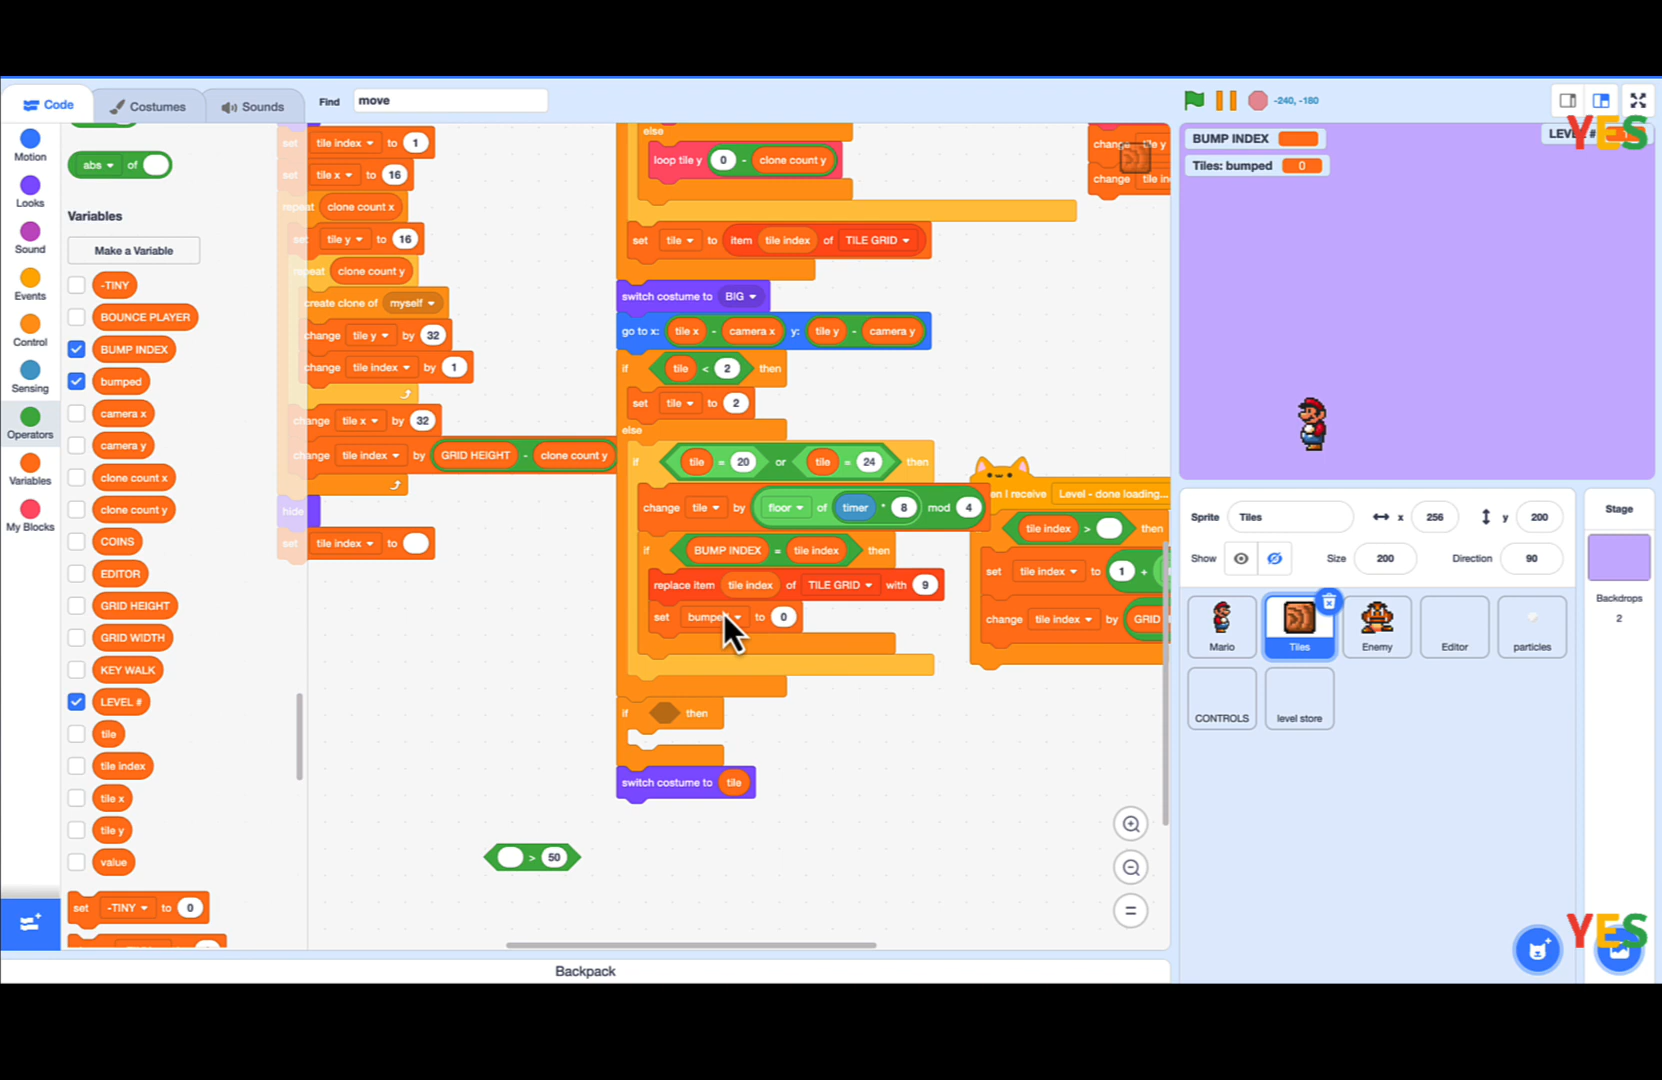 Code
Costumes
Sounds
Find
move
-240, -180
YES
Motion
Looks
Sound
Events
Control
Sensing
Operators
Variables
My Blocks
abs of
Variables
Make a Variable
-TINY
BOUNCE PLAYER
BUMP INDEX
bumped
camera x
camera y
clone count x
clone count y
COINS
EDITOR
GRID HEIGHT
GRID WIDTH
KEY WALK
LEVEL #
tile
tile index
tile x
tile y
value
set -TINY to 0
set tile index to 1
set tile x to 16
repeat clone count x
set tile y to 16
repeat clone count y
create clone of myself
change tile y by 32
change tile index by 1
change tile x by 32
change tile index by GRID HEIGHT - clone count y
hide
set tile index to
else
loop tile y 0 - clone count y
set tile to item tile index of TILE GRID
switch costume to BIG
go to x: tile x - camera x y: tile y - camera y
if tile < 2 then
set tile to 2
else
if tile = 20 or tile = 24 then
change tile by floor of timer * 8 mod 4
if BUMP INDEX = tile index then
replace item tile index of TILE GRID with 9
set to 0
if then
switch costume to tile
> 50
change
change
I receive Level - done loading...
tile index > then
set tile index to 1 +
change tile index by GRID
Backpack
BUMP INDEX
Tiles: bumped 0
LEVEL #
Sprite Tiles x 256 y 200
Show Size 200 Direction 90
Mario
Tiles
Enemy
Editor
particles
CONTROLS
level store
Stage
Backdrops
2
YES